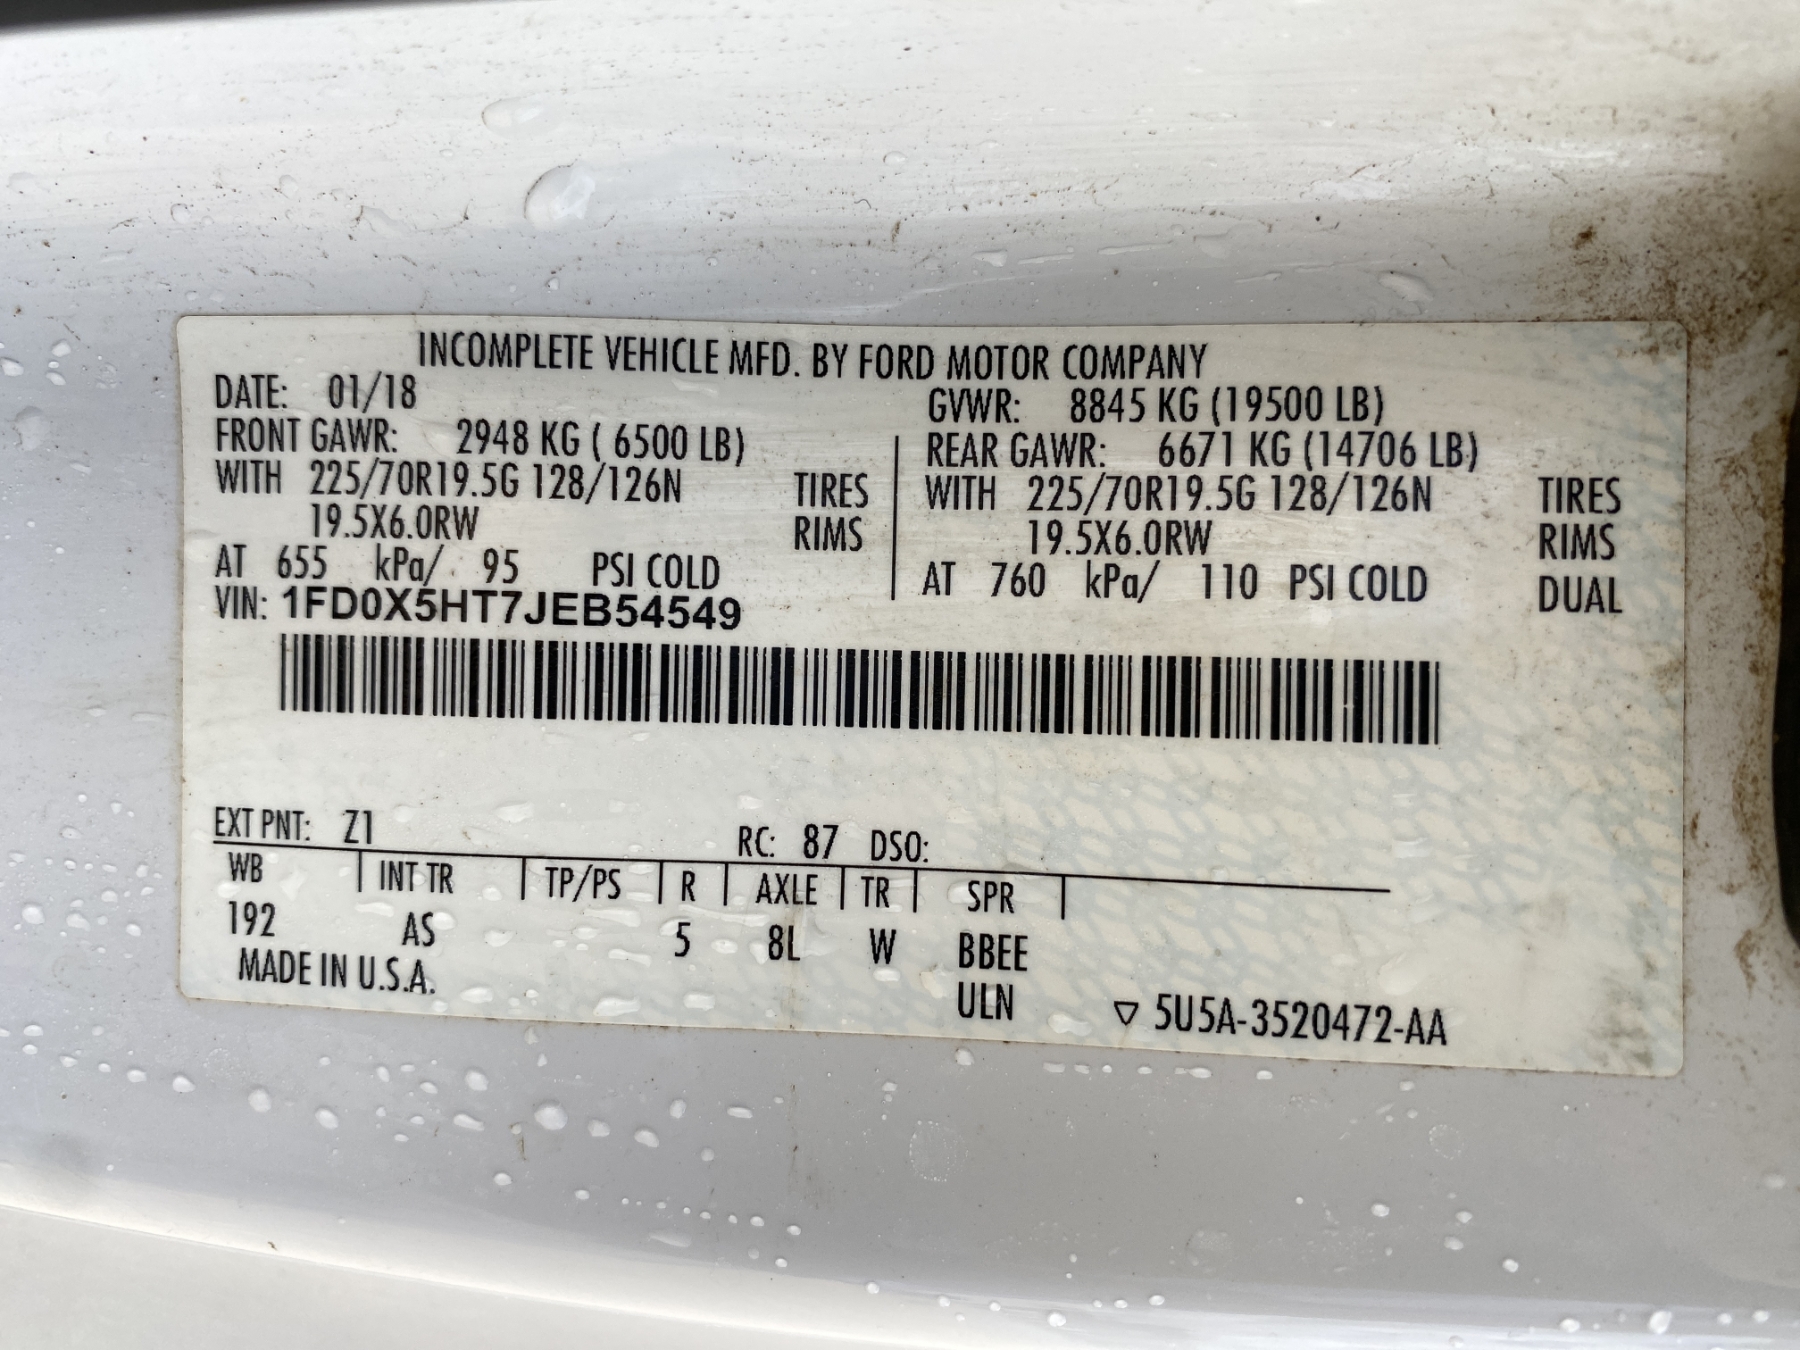 INCOMPLETE VEHICLE MFD. BY FORD MOTOR COMPANY
DATE: 01/18 GVWR: 8845 KG (19500 LB)
FRONT GAWR: 2948 KG ( 6500 LB) REAR GAWR: 6671 KG (14706 LB)
WITH 225/70R19.5G 128/126N TIRES WITH 225/70R19.5G 128/126N TIRES
19.5X6.0RW RIMS 19.5X6.0RW RIMS
AT 655 kPa/ 95 PSI COLD AT 760 kPa/ 110 PSI COLD DUAL
VIN: 1FD0X5HT7JEB54549
EXT PNT: Z1 RC: 87 DSO:
WB INT TR TP/PS R AXLE TR SPR
192 AS 5 8L W BBEE
MADE IN U.S.A. ULN ▽ 5U5A-3520472-AA